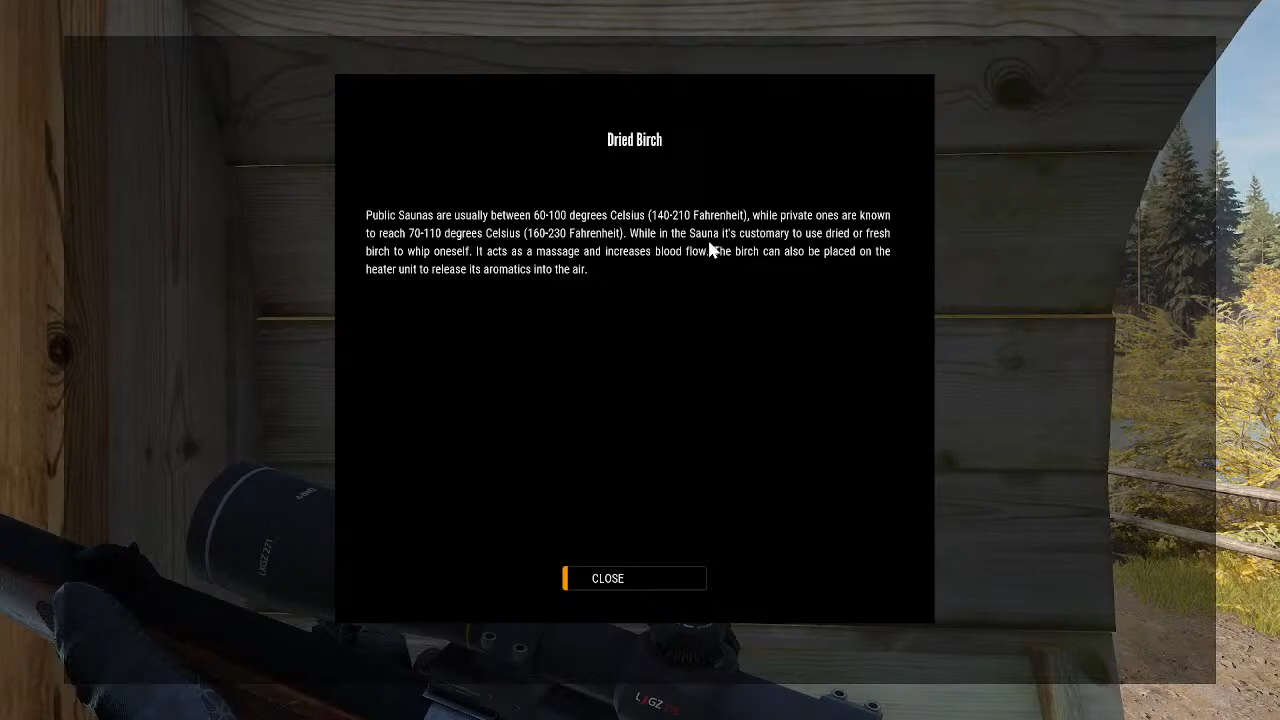 Dried Birch
Public Saunas are usually between 60-100 degrees Celsius (140-210 Fahrenheit), while private ones are known
to reach 70-110 degrees Celsius (160-230 Fahrenheit). While in the Sauna it's customary to use dried or fresh
birch to whip oneself. It acts as a massage and increases blood flow. The birch can also be placed on the
heater unit to release its aromatics into the air.
LXGZ 271
CLOSE
LXGZ